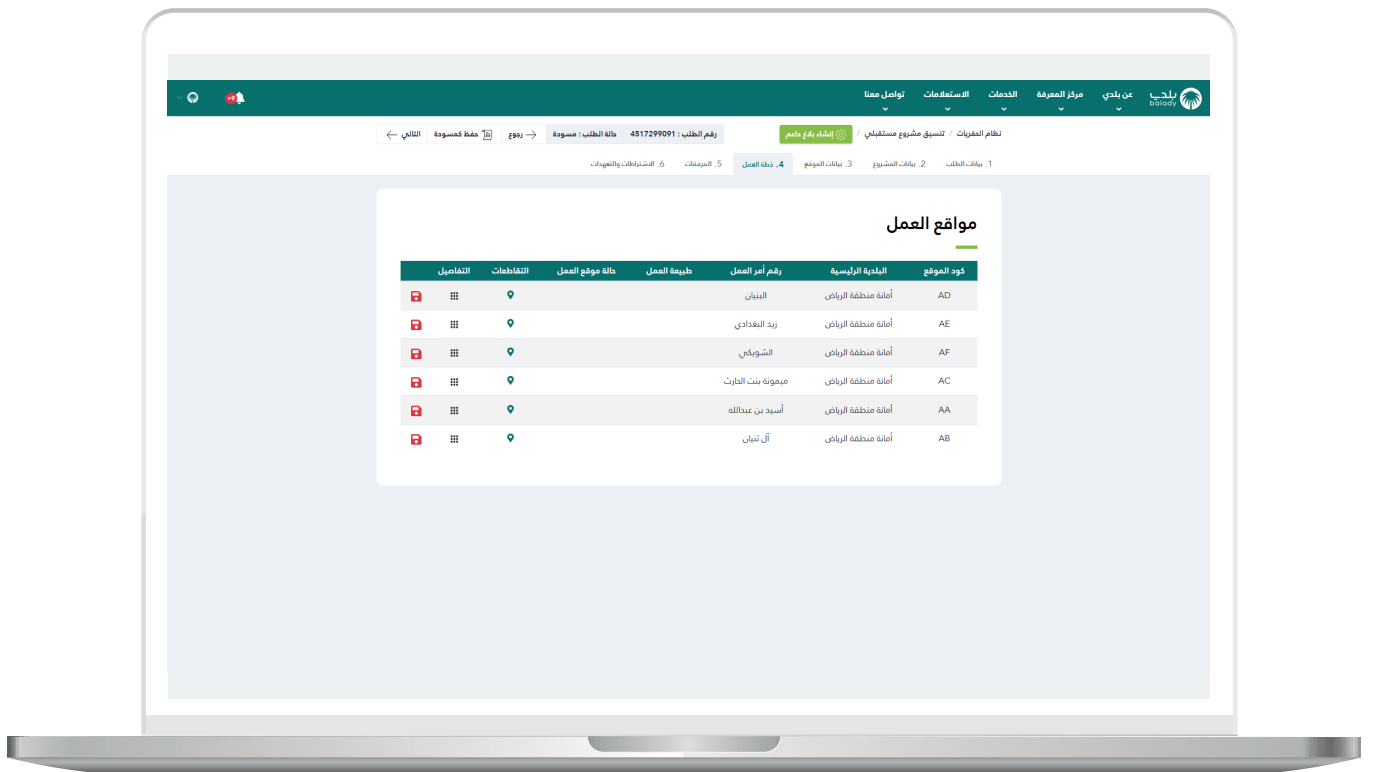 بلدي
balady
عن بلدي
مركز المعرفة
الخدمات
الاستعلامات
تواصل معنا
+9
نظام الحفريات / تنسيق مشروع مستقبلي / إنشاء بلاغ داعم
رقم الطلب : 4517299091 حالة الطلب : مسودة
رجوع
حفظ كمسودة
التالي
1. بيانات الطلب
2. بيانات المشروع
3. بيانات الموقع
4. خطة العمل
5. المرفقات
6. الاشتراطات والتعهدات
مواقع العمل
كود الموقع البلدية الرئيسية رقم أمر العمل طبيعة العمل حالة موقع العمل التقاطعات التفاصيل
AD أمانة منطقة الرياض البنيان
AE أمانة منطقة الرياض زيد البغدادي
AF أمانة منطقة الرياض الشويكي
AC أمانة منطقة الرياض ميمونة بنت الحارث
AA أمانة منطقة الرياض أسيد بن عبدالله
AB أمانة منطقة الرياض آل ثنيان